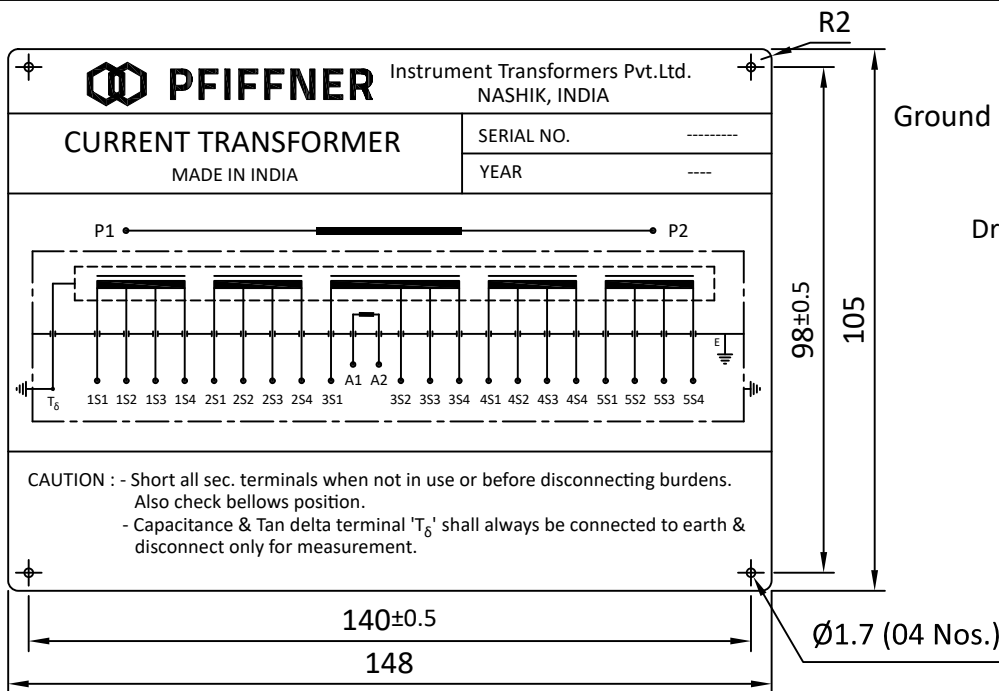 R2
PFIFFNER Instrument Transformers Pvt.Ltd.
NASHIK, INDIA
CURRENT TRANSFORMER
MADE IN INDIA
SERIAL NO. ---------
YEAR ----
Ground
Dr
P1 P2
E
A1 A2
Tδ 1S1 1S2 1S3 1S4 2S1 2S2 2S3 2S4 3S1 3S2 3S3 3S4 4S1 4S2 4S3 4S4 5S1 5S2 5S3 5S4
98±0.5
105
CAUTION : - Short all sec. terminals when not in use or before disconnecting burdens.
Also check bellows position.
- Capacitance & Tan delta terminal 'Tδ' shall always be connected to earth &
disconnect only for measurement.
140±0.5
148
Ø1.7 (04 Nos.)